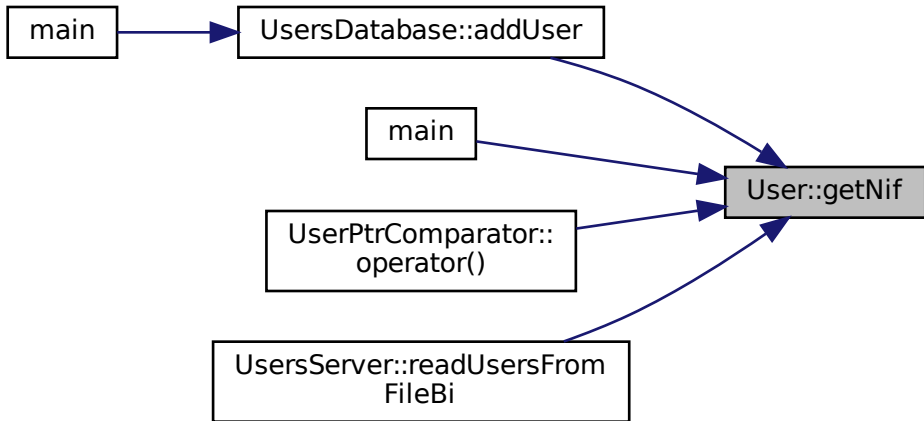 main
UsersDatabase::addUser
main
User::getNif
UserPtrComparator::
operator()
UsersServer::readUsersFrom
FileBi